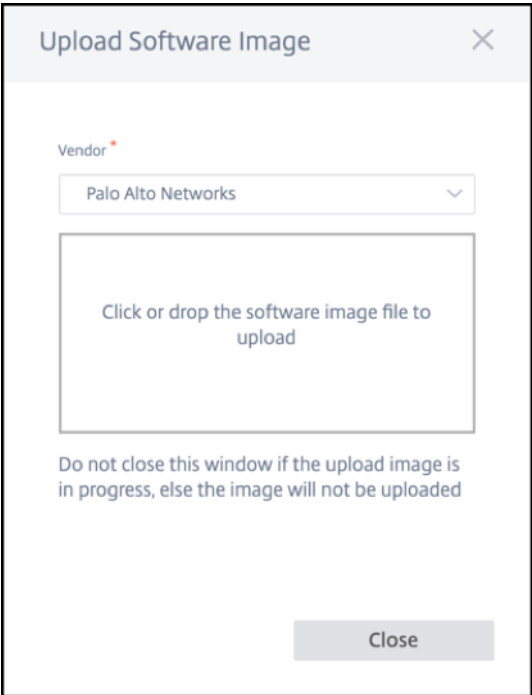 Upload Software Image
Vendor *
Palo Alto Networks
Click or drop the software image file to
upload
Do not close this window if the upload image is
in progress, else the image will not be uploaded
Close